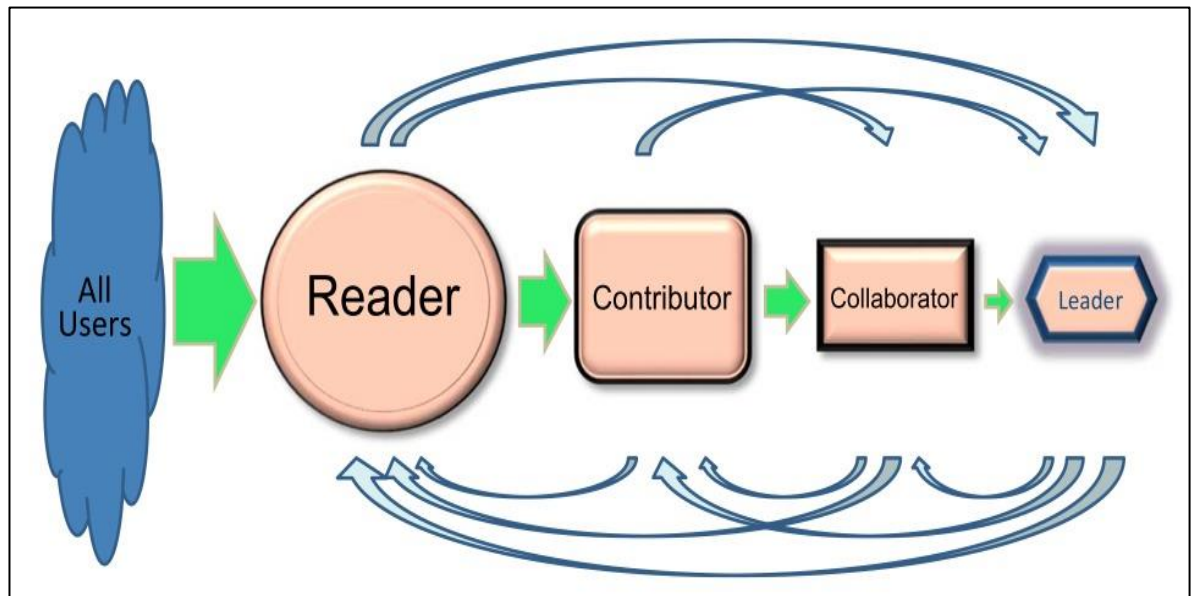 All
Users
Reader
Contributor
Collaborator
Leader